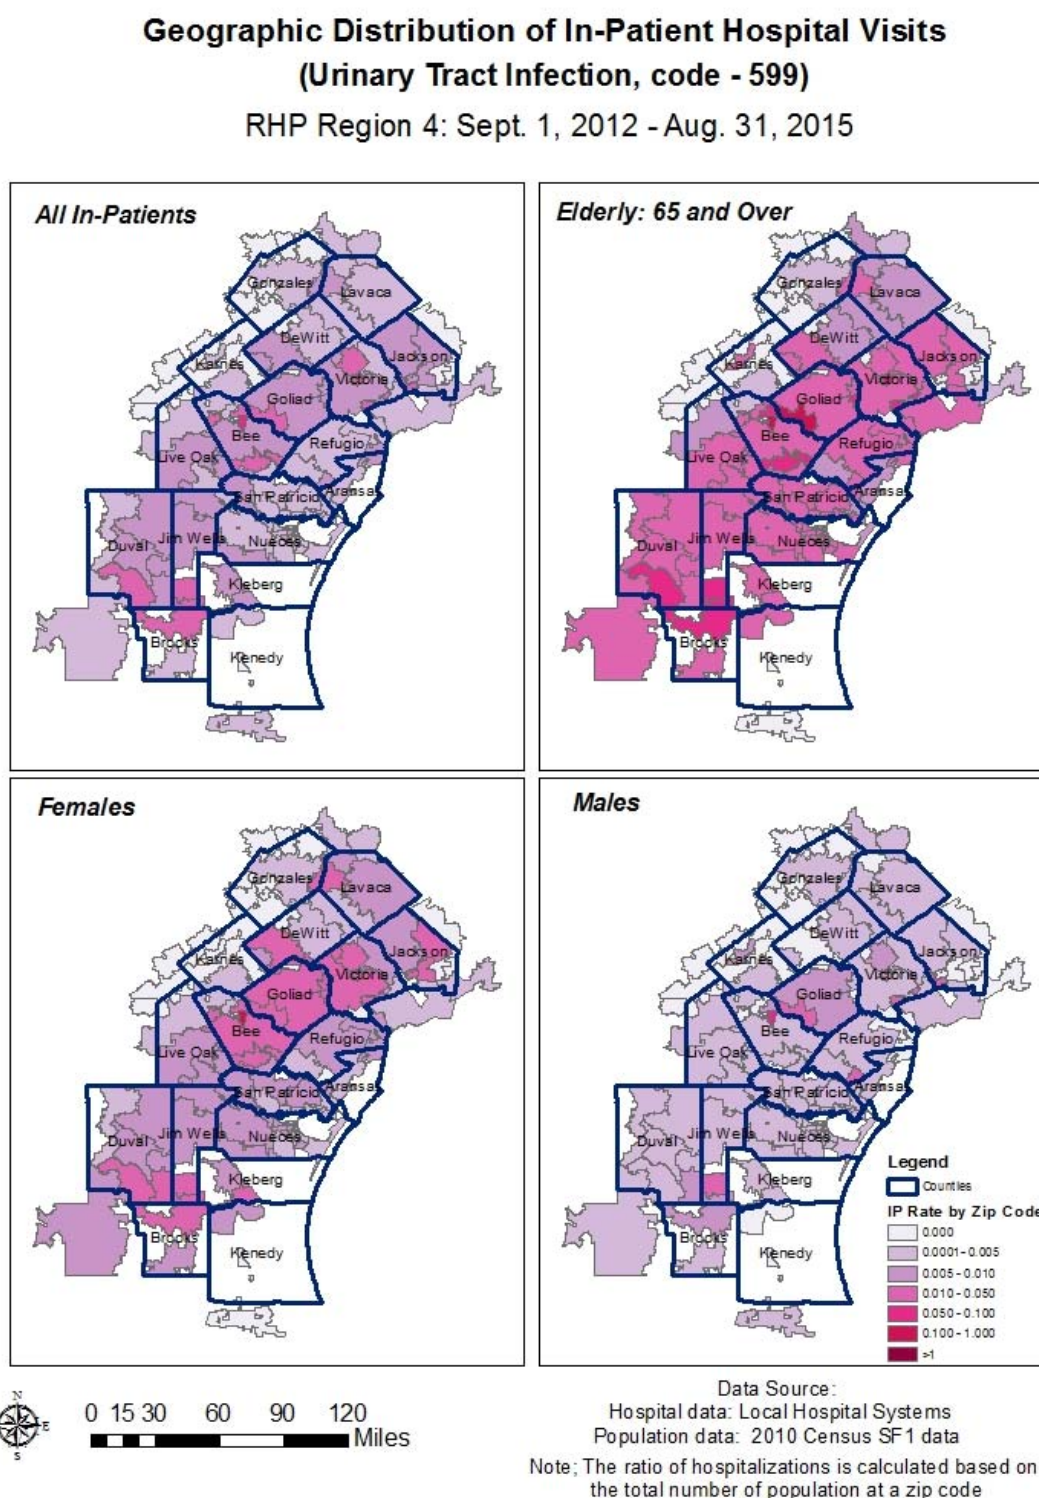 Geographic Distribution of In-Patient Hospital Visits
(Urinary Tract Infection, code - 599)
RHP Region 4: Sept. 1, 2012 - Aug. 31, 2015
All In-Patients
Gonzales
Lavaca
DeWitt
Karnes
Jackson
Victoria
Goliad
Bee
Refugio
Live Oak
San Patricio
Aransas
Duval
Jim Wells
Nueces
Kleberg
Brooks
Kenedy
Elderly: 65 and Over
Gonzales
Lavaca
DeWitt
Karnes
Jackson
Victoria
Goliad
Bee
Refugio
Live Oak
San Patricio
Aransas
Duval
Jim Wells
Nueces
Kleberg
Brooks
Kenedy
Females
Gonzales
Lavaca
DeWitt
Karnes
Jackson
Victoria
Goliad
Bee
Refugio
Live Oak
San Patricio
Aransas
Duval
Jim Wells
Nueces
Kleberg
Brooks
Kenedy
Males
Gonzales
Lavaca
DeWitt
Karnes
Jackson
Victoria
Goliad
Bee
Refugio
Live Oak
San Patricio
Aransas
Duval
Jim Wells
Nueces
Kleberg
Brooks
Kenedy
Legend
Counties
IP Rate by Zip Code
0.000
0.0001 - 0.005
0.005 - 0.010
0.010 - 0.050
0.050 - 0.100
0.100 - 1.000
>1
N
E
S
0 15 30 60 90 120
Miles
Data Source:
Hospital data: Local Hospital Systems
Population data: 2010 Census SF1 data
Note; The ratio of hospitalizations is calculated based on
the total number of population at a zip code